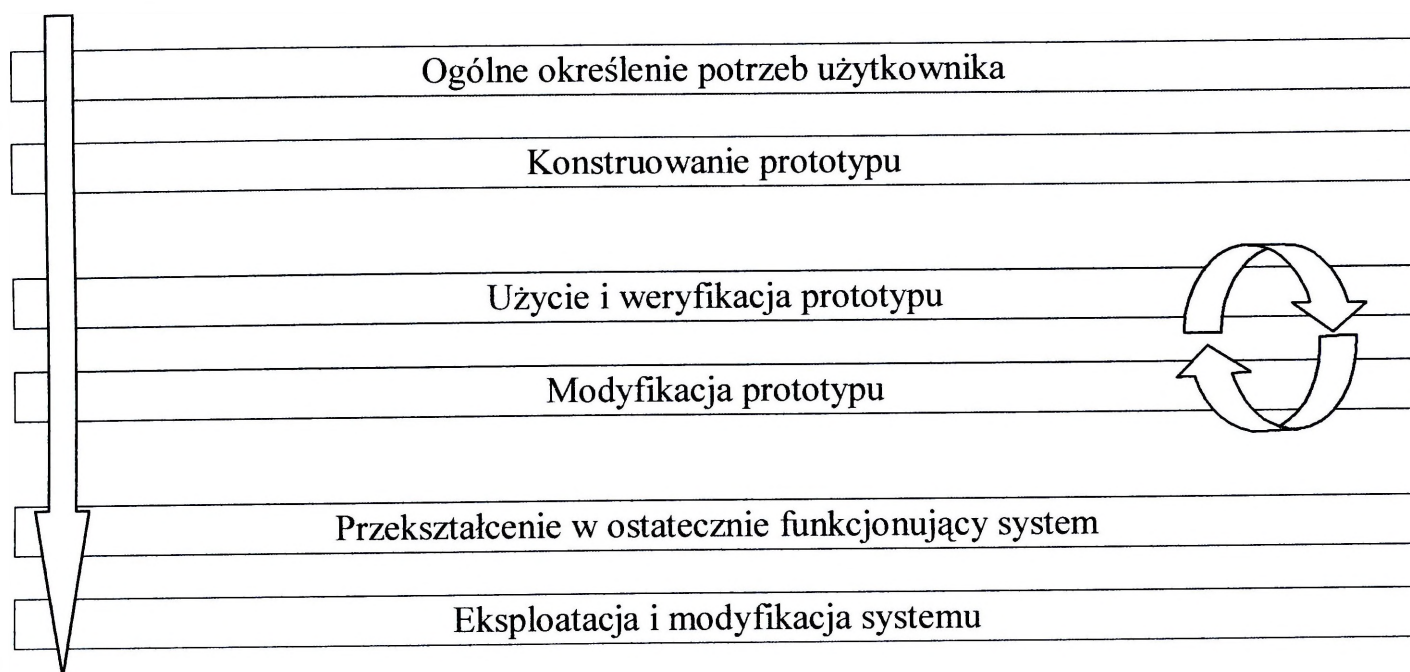 Ogólne określenie potrzeb użytkownika
Konstruowanie prototypu
Użycie i weryfikacja prototypu
Modyfikacja prototypu
Przekształcenie w ostatecznie funkcjonujący system
Eksploatacja i modyfikacja systemu